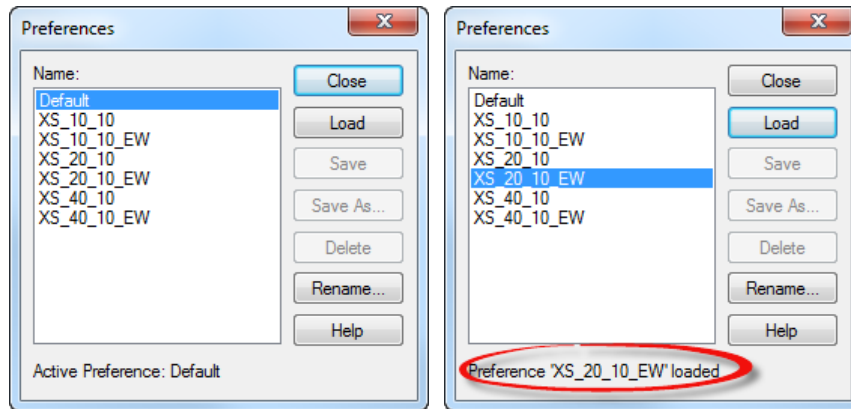 Preferences
Name:
Default
XS_10_10
XS_10_10_EW
XS_20_10
XS_20_10_EW
XS_40_10
XS_40_10_EW
Close
Load
Save
Save As...
Delete
Rename...
Help
Active Preference: Default
Preferences
Name:
Default
XS_10_10
XS_10_10_EW
XS_20_10
XS_20_10_EW
XS_40_10
XS_40_10_EW
Close
Load
Save
Save As...
Delete
Rename...
Help
Preference 'XS_20_10_EW' loaded